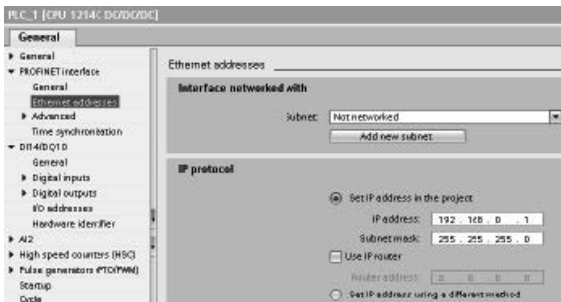 PLC_1 [CPU 1214C DC/DC/DC]
General
General
PROFINET interface
General
Ethernet addresses
Advanced
Time synchronization
DI14/DQ10
General
Digital inputs
Digital outputs
I/O addresses
Hardware identifier
AI2
High speed counters (HSC)
Pulse generators (PTO/PWM)
Startup
Cycle
Ethernet addresses
Interface networked with
Subnet: Not networked
Add new subnet
IP protocol
Set IP address in the project
IP address: 192 . 168 . 0 . 1
Subnet mask: 255 . 255 . 255 . 0
Use IP router
Router address: 0 . 0 . 0 . 0
Set IP address using a different method